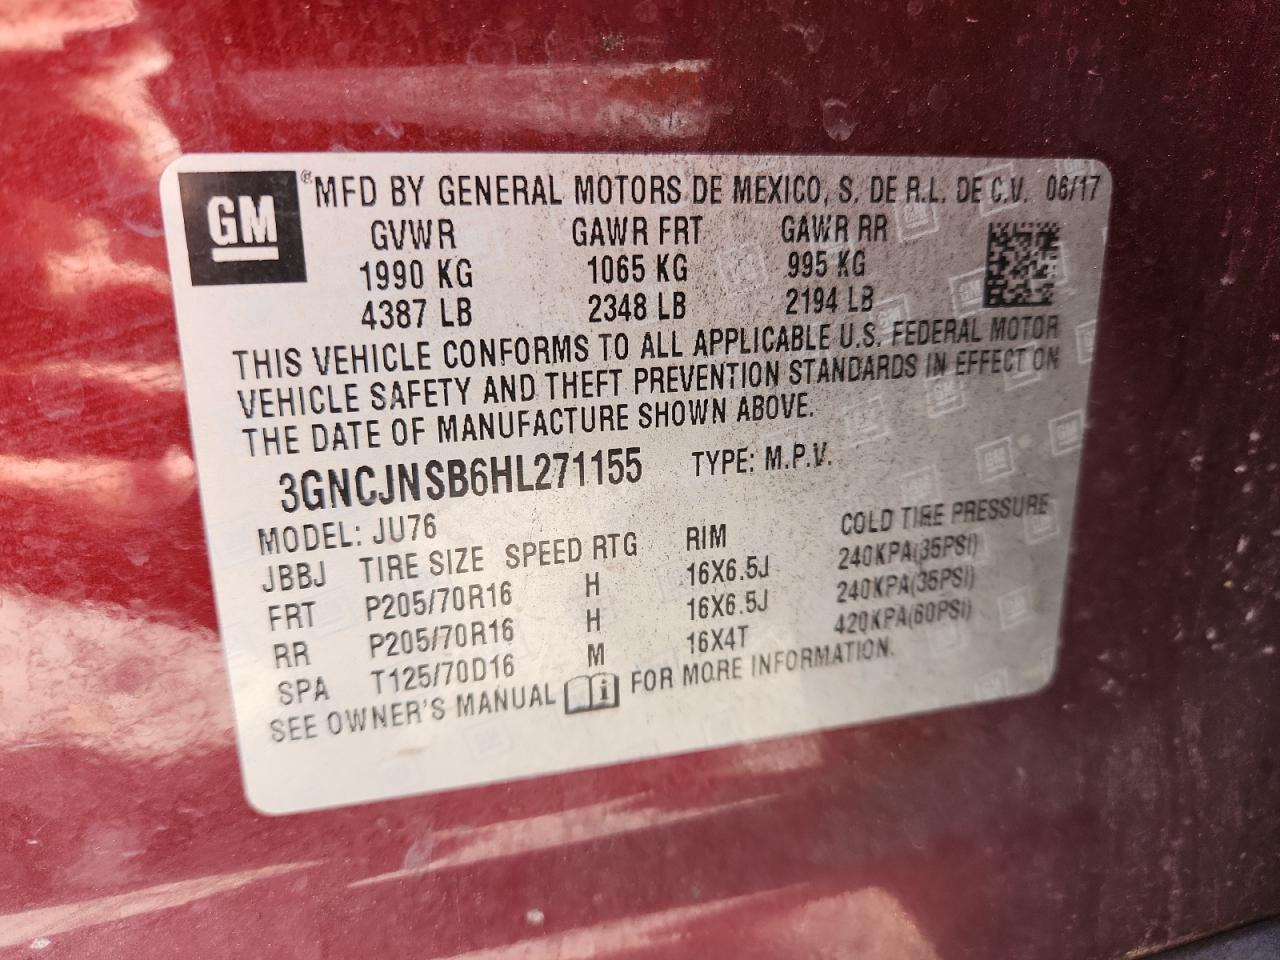 GM
® MFD BY GENERAL MOTORS DE MEXICO, S. DE R.L. DE C.V. 06/17
GVWR GAWR FRT GAWR RR
1990 KG 1065 KG 995 KG
4387 LB 2348 LB 2194 LB
THIS VEHICLE CONFORMS TO ALL APPLICABLE U.S. FEDERAL MOTOR
VEHICLE SAFETY AND THEFT PREVENTION STANDARDS IN EFFECT ON
THE DATE OF MANUFACTURE SHOWN ABOVE.
3GNCJNSB6HL271155 TYPE: M.P.V.
MODEL: JU76
JBBJ TIRE SIZE SPEED RTG RIM COLD TIRE PRESSURE
FRT P205/70R16 H 16X6.5J 240KPA(35PSI)
RR P205/70R16 H 16X6.5J 240KPA(35PSI)
SPA T125/70D16 M 16X4T 420KPA(60PSI)
SEE OWNER'S MANUAL FOR MORE INFORMATION.